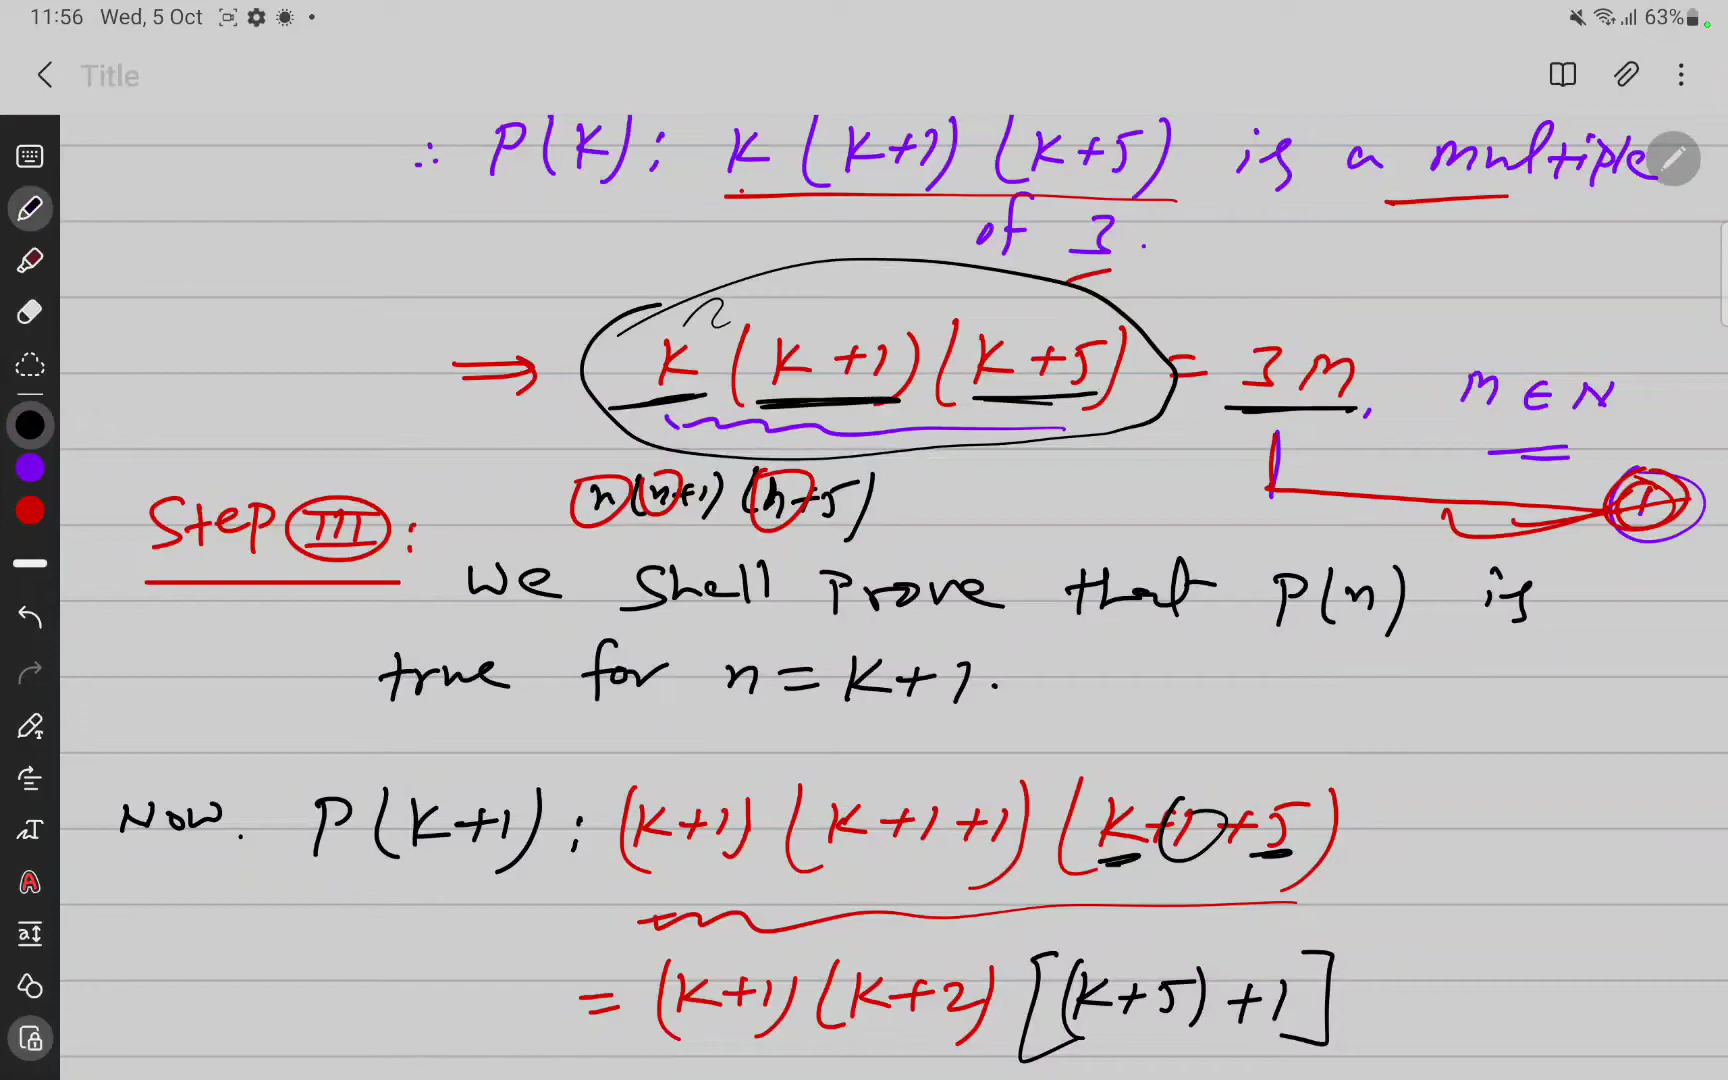 11:56 Wed, 5 Oct 63%
Title
∴ P(K): K(K+1)(K+5) is a multiple
of 3.
⇒ K(K+1)(K+5) = 3m, m ∈ N
n(n+1)(n+5)
1
Step III:
We shall prove that P(n) is
true for n = K+1.
Now. P(K+1): (K+1)(K+1+1)(K+1+5)
= (K+1)(K+2)[(K+5)+1]